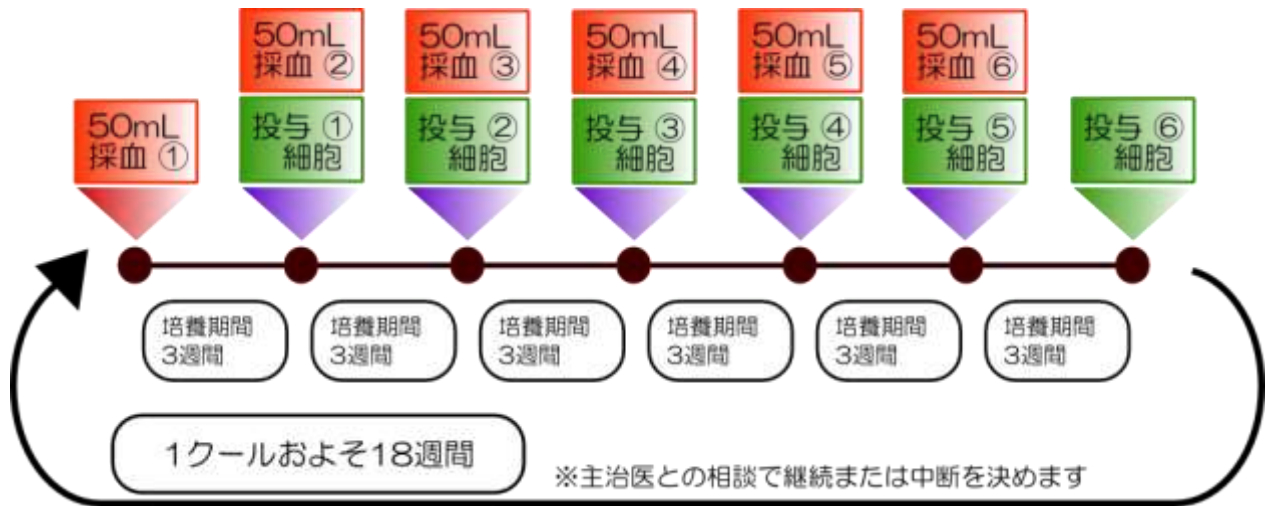 50mL
採血 ①
50mL
採血 ②
投与 ①
細胞
50mL
採血 ③
投与 ②
細胞
50mL
採血 ④
投与 ③
細胞
50mL
採血 ⑤
投与 ④
細胞
50mL
採血 ⑥
投与 ⑤
細胞
投与 ⑥
細胞
培養期間
3週間
培養期間
3週間
培養期間
3週間
培養期間
3週間
培養期間
3週間
培養期間
3週間
1クールおよそ18週間
※主治医との相談で継続または中断を決めます